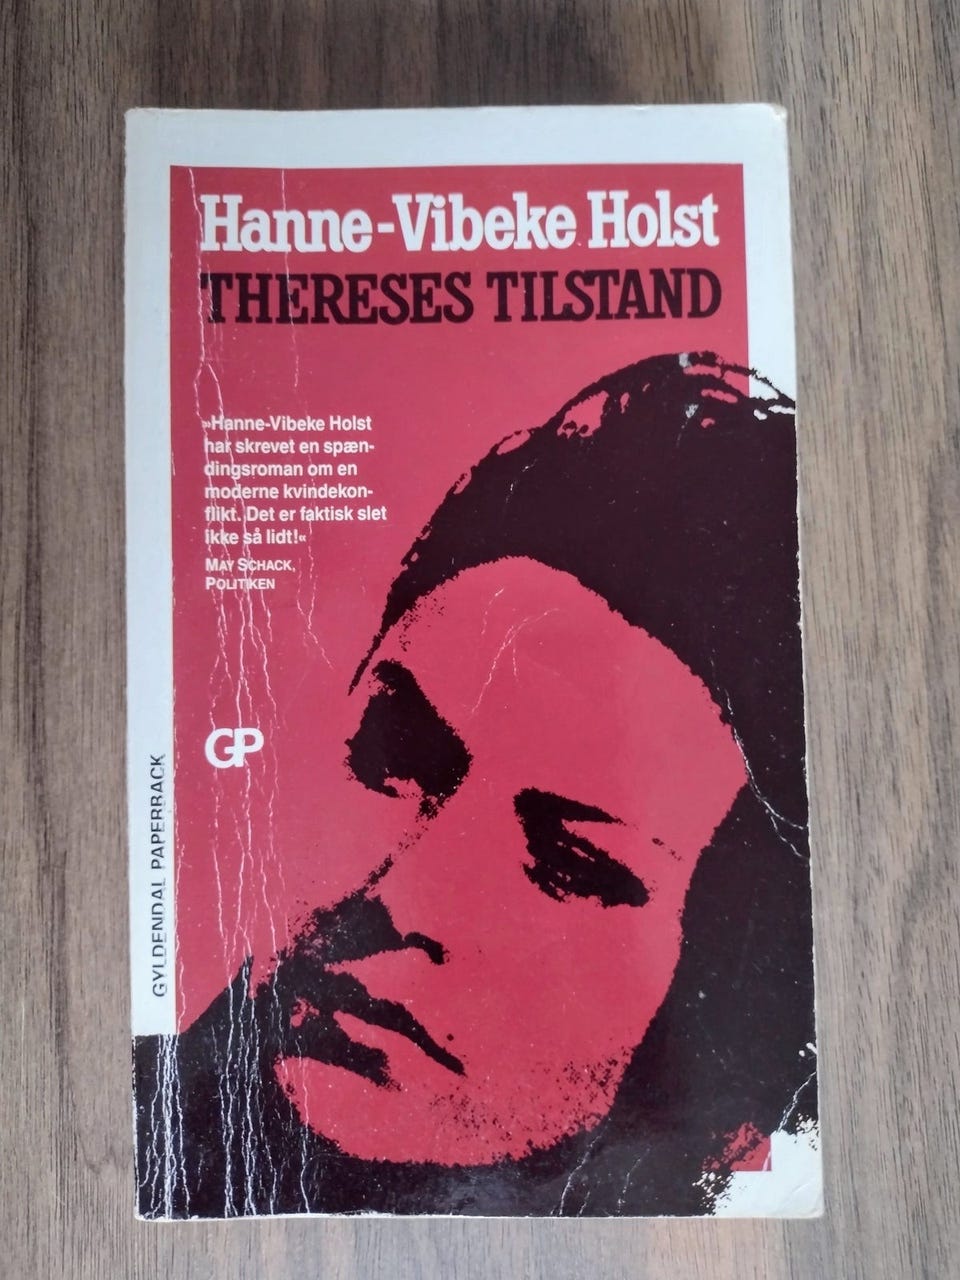 Hanne-Vibeke Holst
THERESES TILSTAND
»Hanne-Vibeke Holst
har skrevet en spæn-
dingsroman om en
moderne kvindekon-
flikt. Det er faktisk slet
ikke så lidt!«
MAY SCHACK,
POLITIKEN
GP
GYLDENDAL PAPERBACK